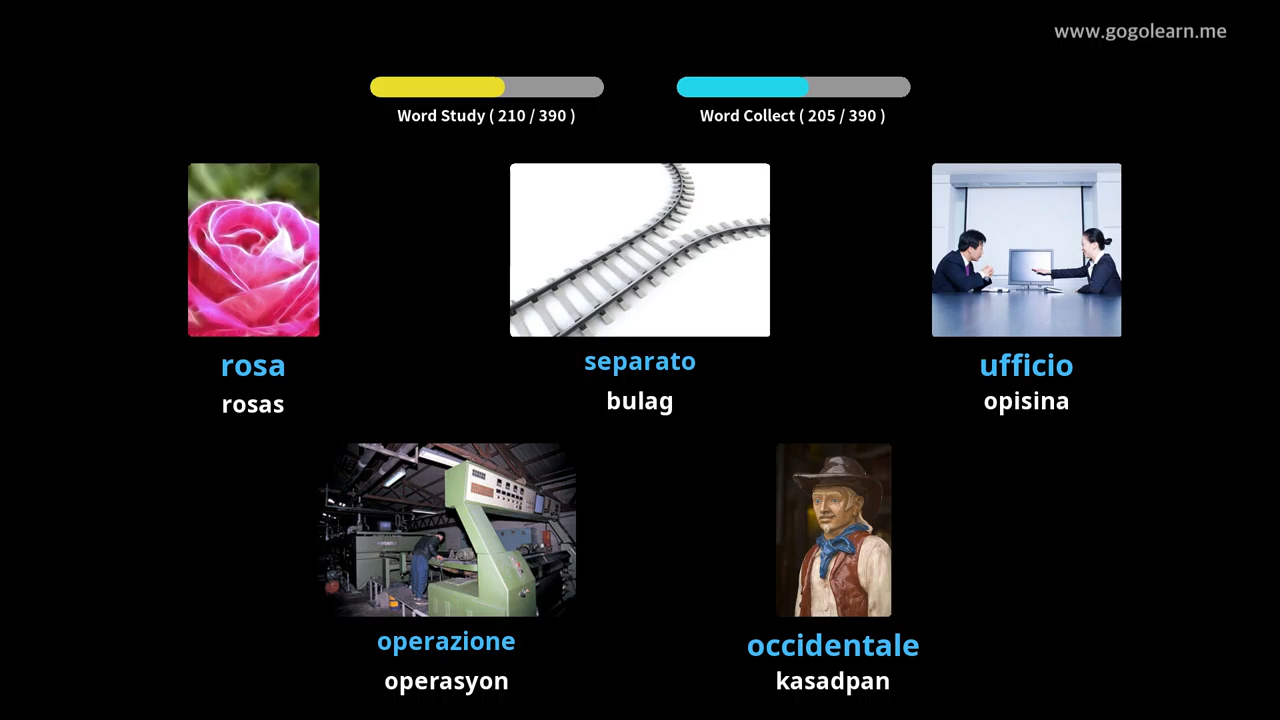 www.gogolearn.me
Word Study ( 210 / 390 )
Word Collect ( 205 / 390 )
rosa
rosas
separato
bulag
ufficio
opisina
operazione
operasyon
occidentale
kasadpan